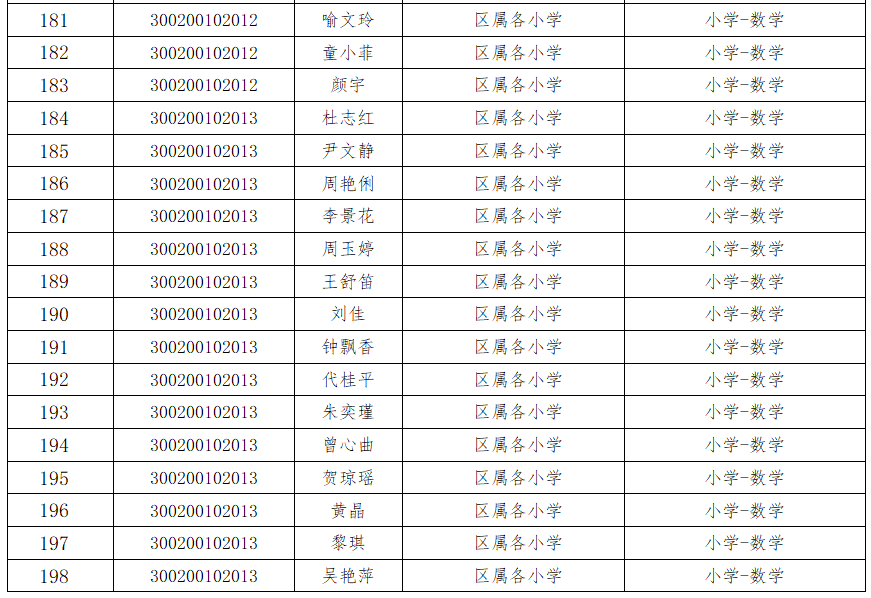 181 300200102012 喻文玲 区属各小学 小学-数学
182 300200102012 童小菲 区属各小学 小学-数学
183 300200102012 颜宇 区属各小学 小学-数学
184 300200102013 杜志红 区属各小学 小学-数学
185 300200102013 尹文静 区属各小学 小学-数学
186 300200102013 周艳俐 区属各小学 小学-数学
187 300200102013 李景花 区属各小学 小学-数学
188 300200102013 周玉婷 区属各小学 小学-数学
189 300200102013 王舒笛 区属各小学 小学-数学
190 300200102013 刘佳 区属各小学 小学-数学
191 300200102013 钟飘香 区属各小学 小学-数学
192 300200102013 代桂平 区属各小学 小学-数学
193 300200102013 朱奕瑾 区属各小学 小学-数学
194 300200102013 曾心曲 区属各小学 小学-数学
195 300200102013 贺琼瑶 区属各小学 小学-数学
196 300200102013 黄晶 区属各小学 小学-数学
197 300200102013 黎琪 区属各小学 小学-数学
198 300200102013 吴艳萍 区属各小学 小学-数学